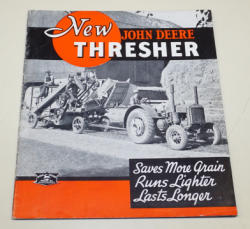 New
JOHN DEERE
THRESHER
Saves More Grain
Runs Lighter
Lasts Longer